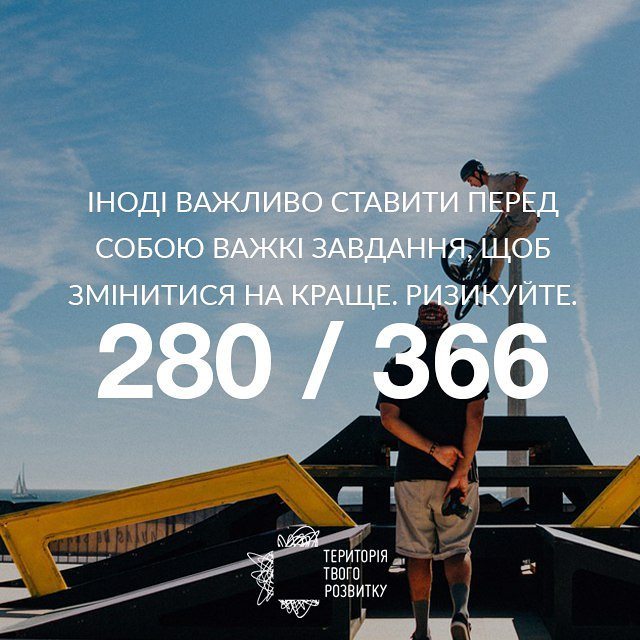 ІНОДІ ВАЖЛИВО СТАВИТИ ПЕРЕД
СОБОЮ ВАЖКІ ЗАВДАННЯ, ЩОБ
ЗМІНИТИСЯ НА КРАЩЕ. РИЗИКУЙТЕ.
280 / 366
ТЕРИТОРІЯ
ТВОГО
РОЗВИТКУ